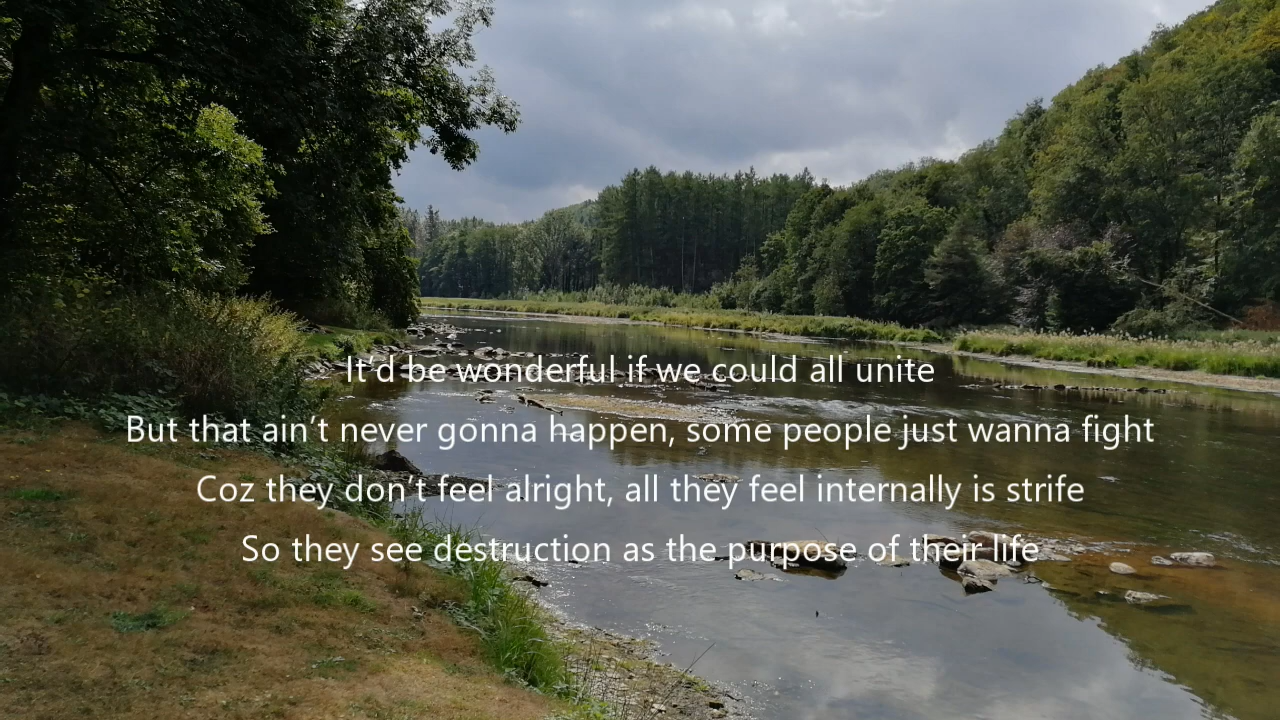 It’d be wonderful if we could all unite
But that ain’t never gonna happen, some people just wanna fight
Coz they don’t feel alright, all they feel internally is strife
So they see destruction as the purpose of their life